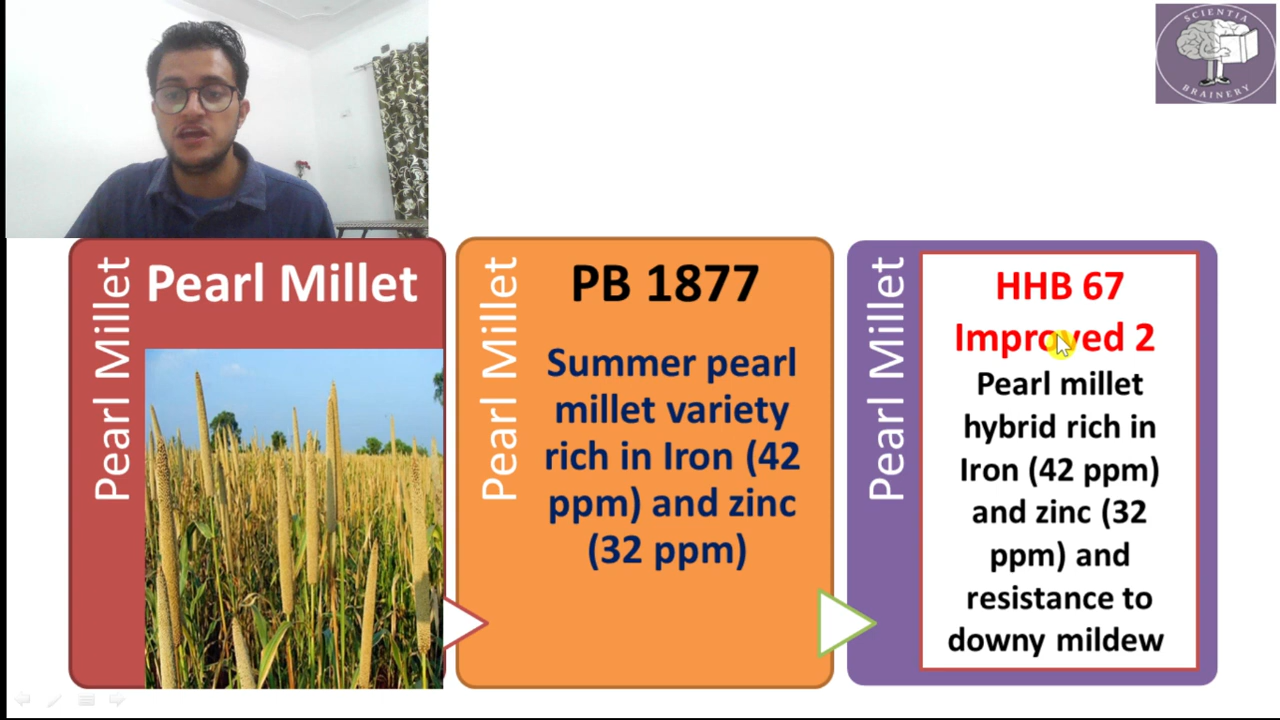 SCIENTIA
BRAINERY
Pearl Millet
Pearl Millet
Pearl Millet
PB 1877
Summer pearl
millet variety
rich in Iron (42
ppm) and zinc
(32 ppm)
Pearl Millet
HHB 67
Improved 2
Pearl millet
hybrid rich in
Iron (42 ppm)
and zinc (32
ppm) and
resistance to
downy mildew